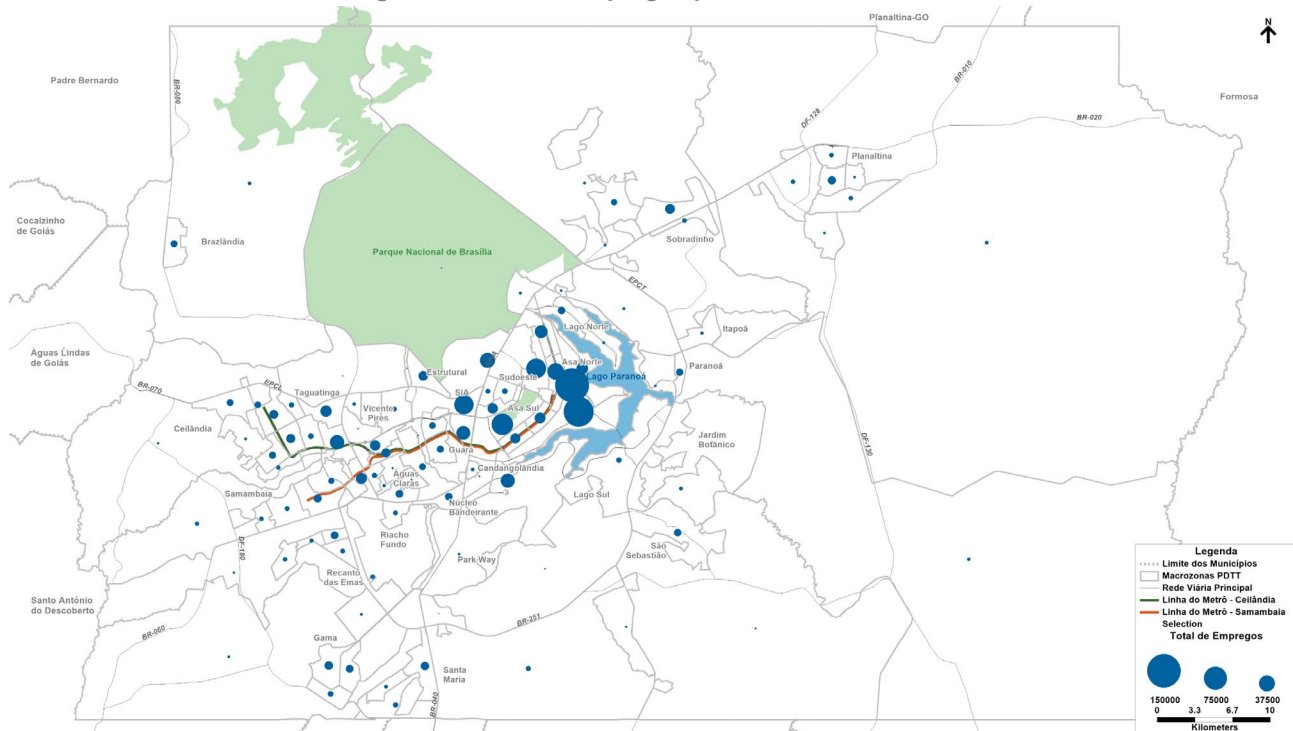 Planaltina-GO
N
Padre Bernardo
BR-080
BR-010
Formosa
DF-128
BR-020
Planaltina
Cocalzinho
de Goiás
Brazlândia
Sobradinho
Parque Nacional de Brasília
EPCT
Itapoã
Lago Norte
Águas Lindas
de Goiás
Asa Norte
Paranoá
Estrutural
Sudoeste
Lago Paranoá
BR-070
EPCL
Taguatinga
SIA
Vicente
Pires
Asa Sul
Ceilândia
Jardim
Botânico
DF-130
Guará
Candangolândia
Águas
Claras
Samambaia
Lago Sul
Núcleo
Bandeirante
Riacho
Fundo
DF-180
São
Sebastião
Park-Way
Recanto
das Emas
Santo Antônio
do Descoberto
BR-060
BR-251
Gama
Santa
Maria
BR-040
Legenda
Limite dos Municípios
Macrozonas PDTT
Rede Viária Principal
Linha do Metrô - Ceilândia
Linha do Metrô - Samambaia
Selection
Total de Empregos
150000 75000 37500
0 3.3 6.7 10
Kilometers